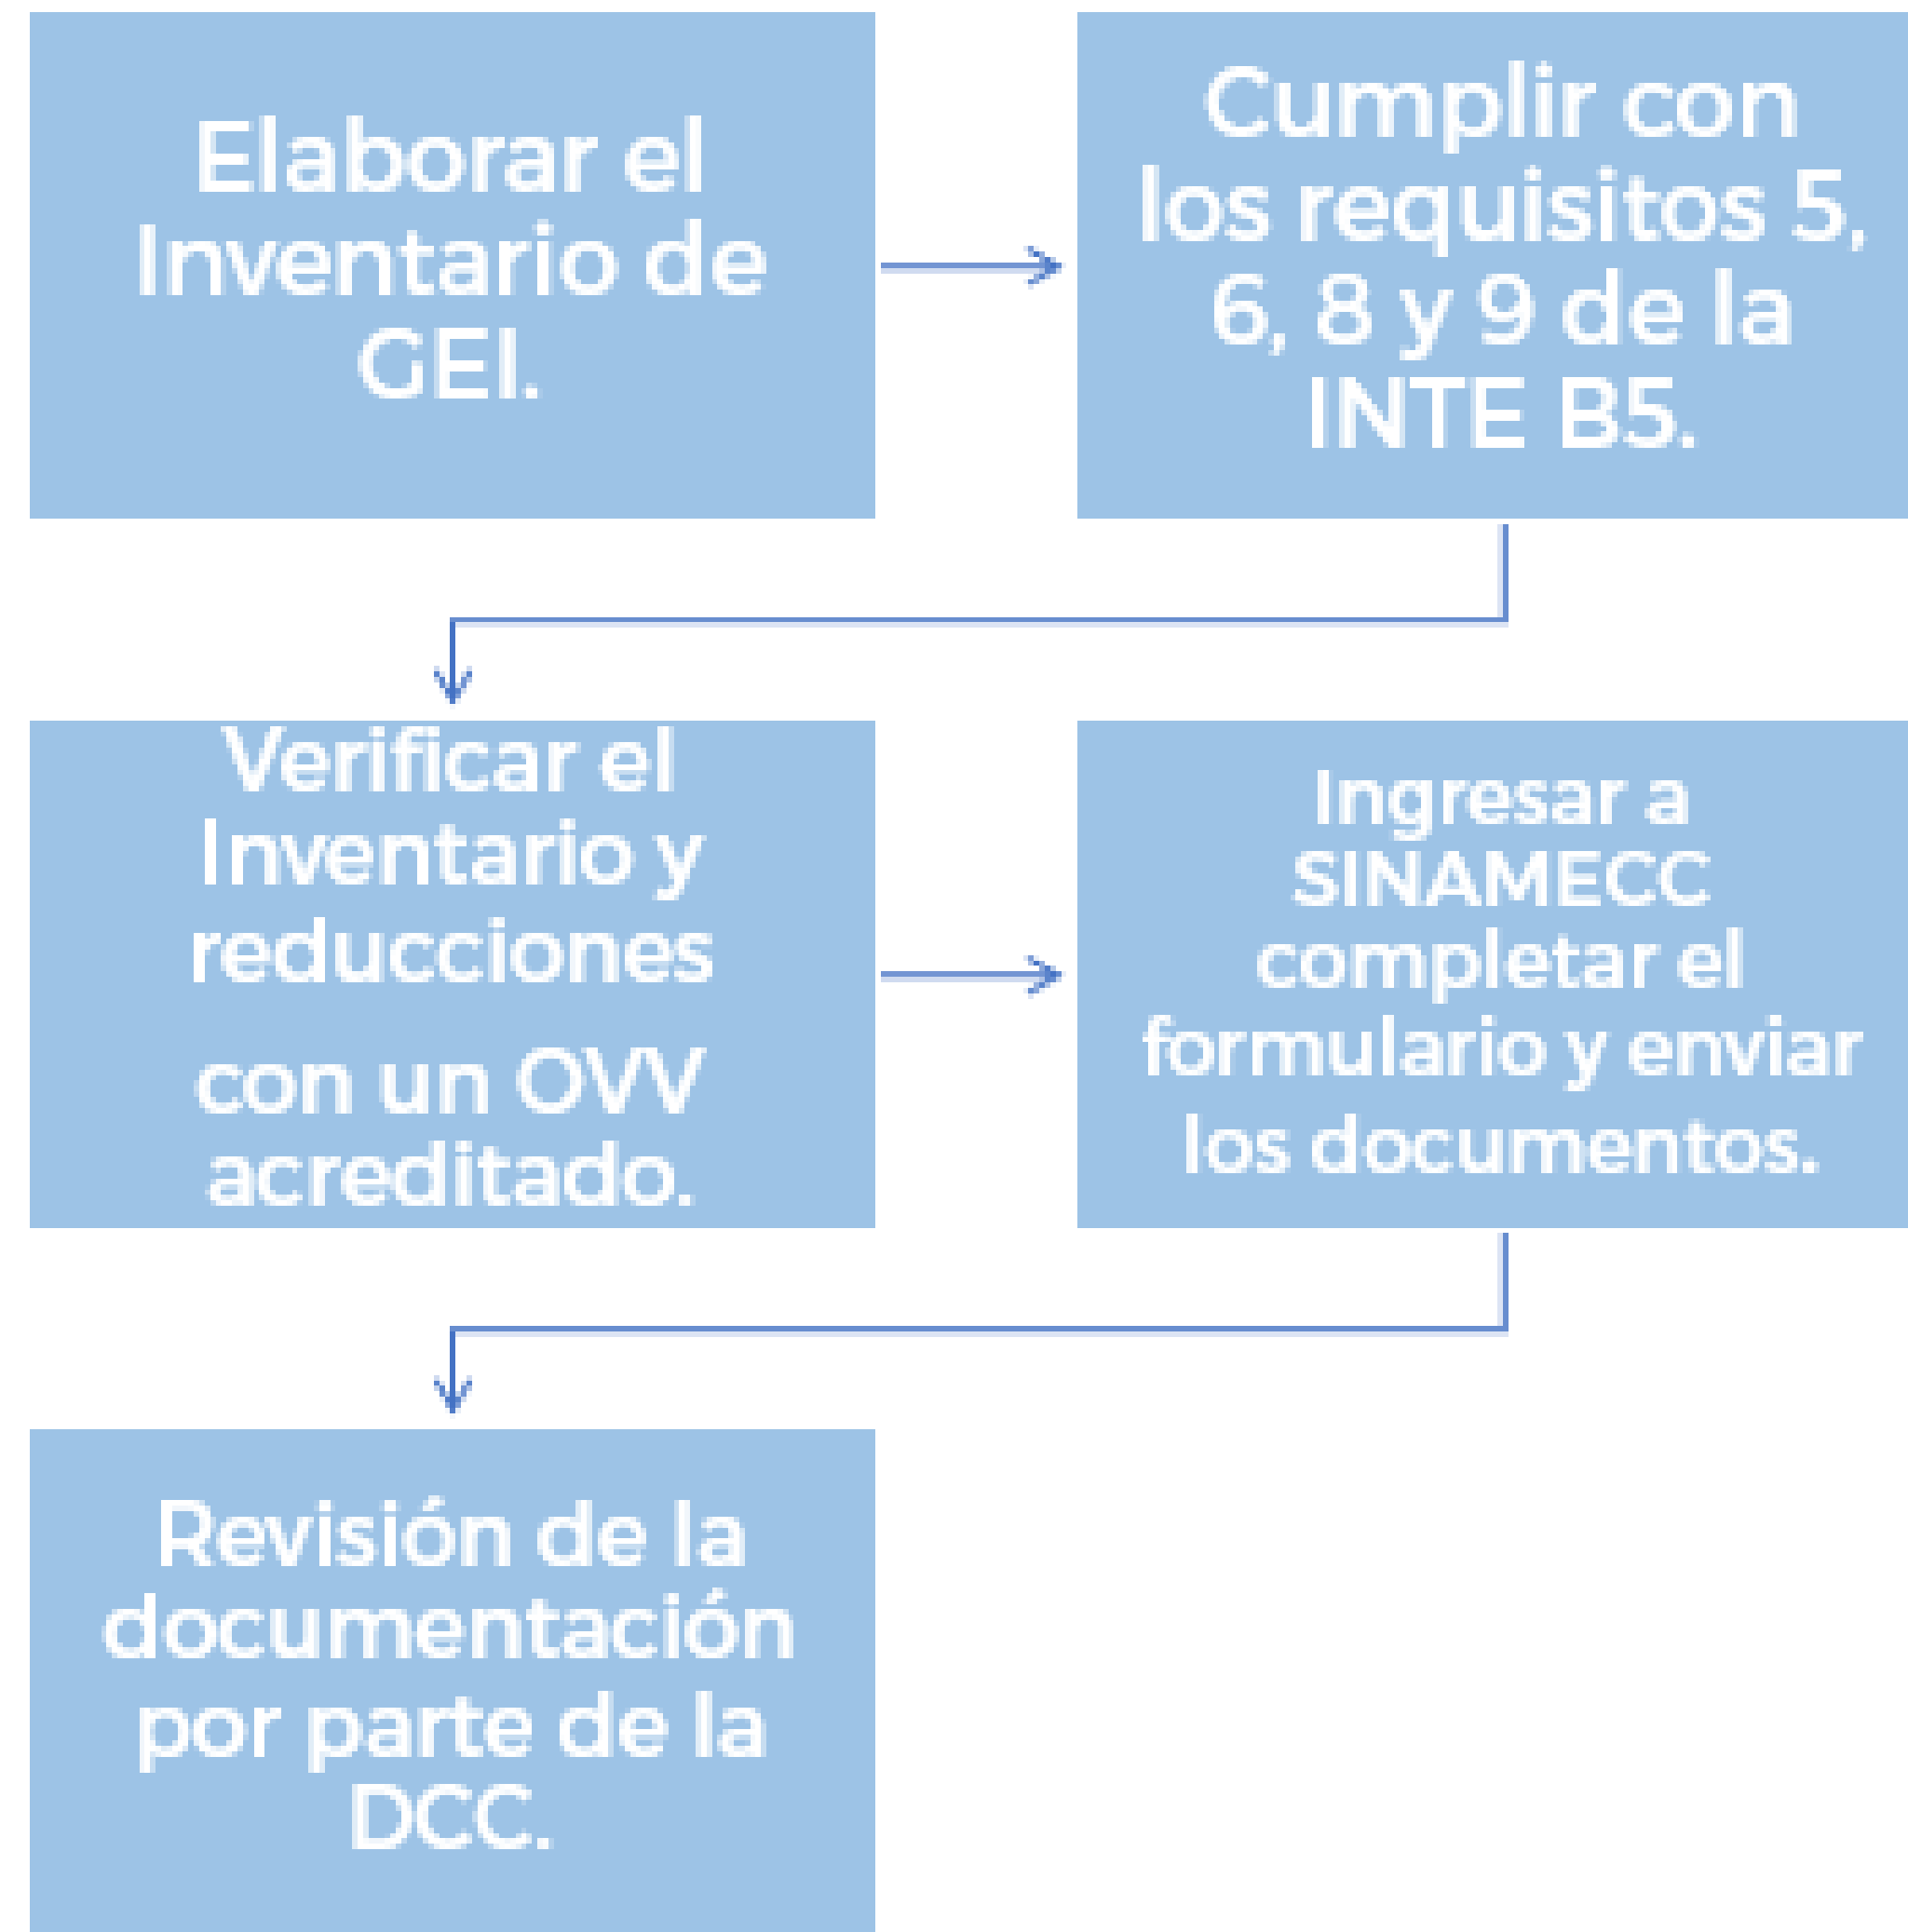 Elaborar el
Inventario de
GEI.
Cumplir con
los requisitos 5,
6, 8 y 9 de la
INTE B5.
Verificar el
Inventario y
reducciones
con un OVV
acreditado.
Ingresar a
SINAMECC
completar el
formulario y enviar
los documentos.
Revisión de la
documentación
por parte de la
DCC.